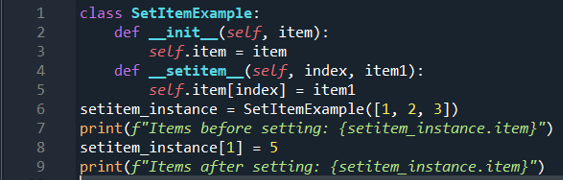 1 class SetItemExample:
2     def __init__(self, item):
3         self.item = item
4     def __setitem__(self, index, item1):
5         self.item[index] = item1
6 setitem_instance = SetItemExample([1, 2, 3])
7 print(f"Items before setting: {setitem_instance.item}")
8 setitem_instance[1] = 5
9 print(f"Items after setting: {setitem_instance.item}")